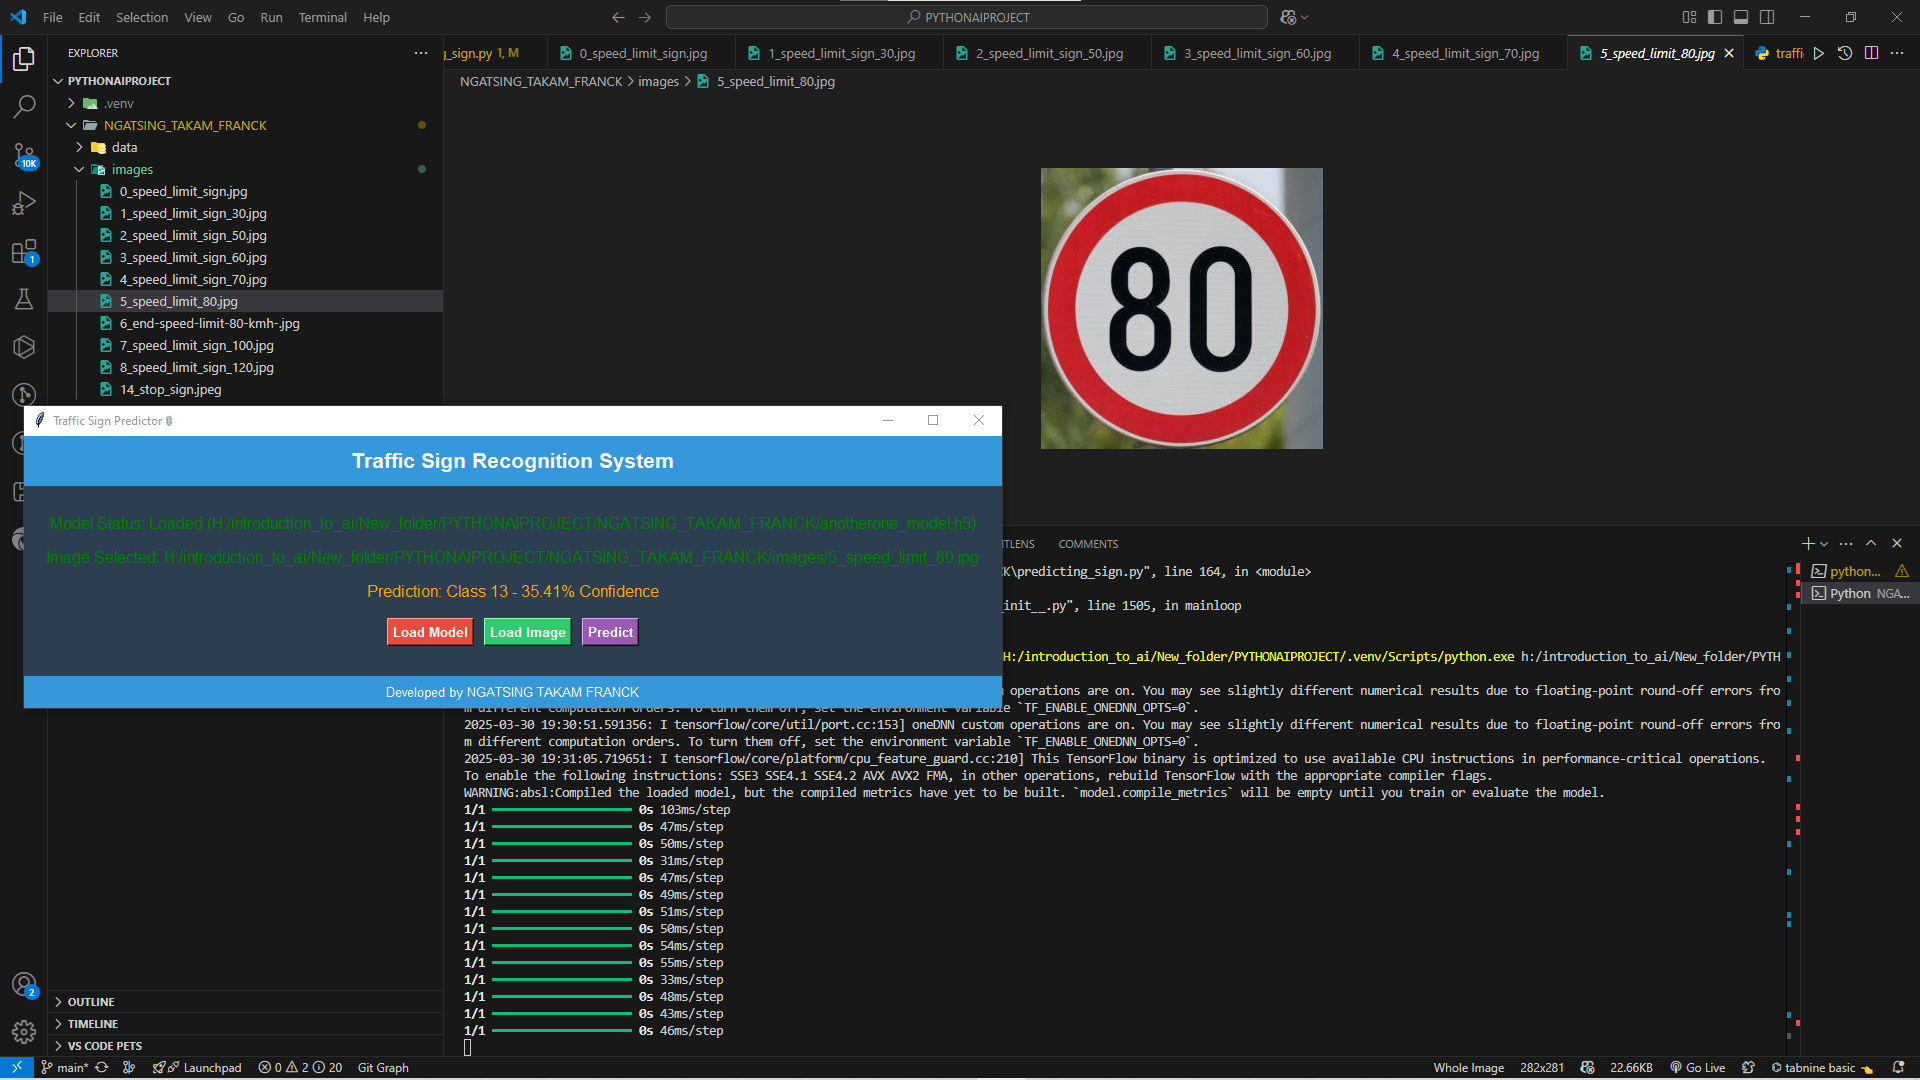 File Edit Selection View Go Run Terminal Help
PYTHONAIPROJECT
EXPLORER
g_sign.py 1, M
0_speed_limit_sign.jpg
1_speed_limit_sign_30.jpg
2_speed_limit_sign_50.jpg
3_speed_limit_sign_60.jpg
4_speed_limit_sign_70.jpg
5_speed_limit_80.jpg
traffi
NGATSING_TAKAM_FRANCK > images > 5_speed_limit_80.jpg
PYTHONAIPROJECT
.venv
NGATSING_TAKAM_FRANCK
data
images
0_speed_limit_sign.jpg
1_speed_limit_sign_30.jpg
2_speed_limit_sign_50.jpg
3_speed_limit_sign_60.jpg
4_speed_limit_sign_70.jpg
5_speed_limit_80.jpg
6_end-speed-limit-80-kmh-.jpg
7_speed_limit_sign_100.jpg
8_speed_limit_sign_120.jpg
14_stop_sign.jpeg
10K
1
80
Traffic Sign Predictor
Traffic Sign Recognition System
Model Status: Loaded (H:/introduction_to_ai/New_folder/PYTHONAIPROJECT/NGATSING_TAKAM_FRANCK/anotherone_model.h5)
Image Selected: H:/introduction_to_ai/New_folder/PYTHONAIPROJECT/NGATSING_TAKAM_FRANCK/images/5_speed_limit_80.jpg
Prediction: Class 13 - 35.41% Confidence
Load Model Load Image Predict
Developed by NGATSING TAKAM FRANCK
ITLENS COMMENTS
K\predicting_sign.py", line 164, in <module>
init__.py", line 1505, in mainloop
H:/introduction_to_ai/New_folder/PYTHONAIPROJECT/.venv/Scripts/python.exe h:/introduction_to_ai/New_folder/PYTH
operations are on. You may see slightly different numerical results due to floating-point round-off errors fro
m different computation orders. To turn them off, set the environment variable `TF_ENABLE_ONEDNN_OPTS=0`.
2025-03-30 19:30:51.591356: I tensorflow/core/util/port.cc:153] oneDNN custom operations are on. You may see slightly different numerical results due to floating-point round-off errors fro
m different computation orders. To turn them off, set the environment variable `TF_ENABLE_ONEDNN_OPTS=0`.
2025-03-30 19:31:05.719651: I tensorflow/core/platform/cpu_feature_guard.cc:210] This TensorFlow binary is optimized to use available CPU instructions in performance-critical operations.
To enable the following instructions: SSE3 SSE4.1 SSE4.2 AVX AVX2 FMA, in other operations, rebuild TensorFlow with the appropriate compiler flags.
WARNING:absl:Compiled the loaded model, but the compiled metrics have yet to be built. `model.compile_metrics` will be empty until you train or evaluate the model.
1/1 0s 103ms/step
1/1 0s 47ms/step
1/1 0s 50ms/step
1/1 0s 31ms/step
1/1 0s 47ms/step
1/1 0s 49ms/step
1/1 0s 51ms/step
1/1 0s 50ms/step
1/1 0s 54ms/step
1/1 0s 55ms/step
1/1 0s 33ms/step
1/1 0s 48ms/step
1/1 0s 43ms/step
1/1 0s 46ms/step
python...
Python NGA...
2
OUTLINE
TIMELINE
VS CODE PETS
main* Launchpad 0 2 20 Git Graph
Whole Image 282x281 22.66KB Go Live tabnine basic